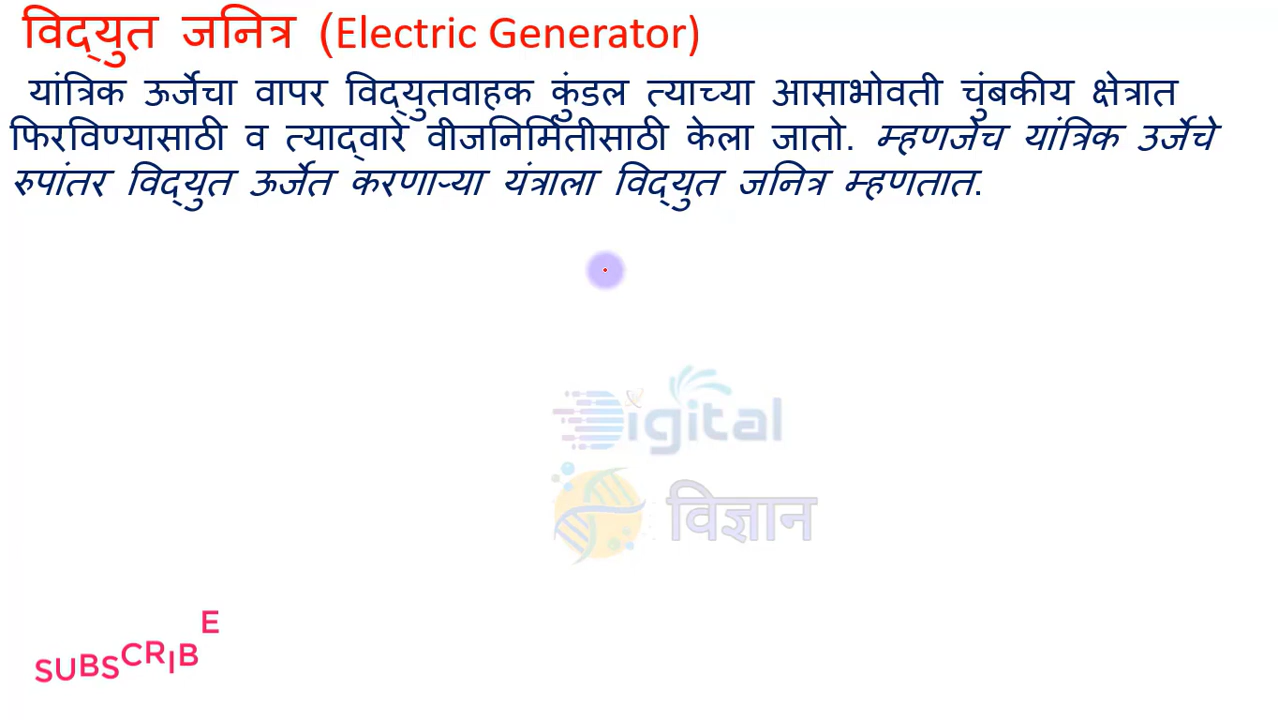 विद्युत जनित्र (Electric Generator)
यांत्रिक ऊर्जेचा वापर विद्युतवाहक कुंडल त्याच्या आसाभोवती चुंबकीय क्षेत्रात
फिरविण्यासाठी व त्याद्वारे वीजनिर्मितीसाठी केला जातो. म्हणजेच यांत्रिक उर्जेचे
रुपांतर विद्युत ऊर्जेत करणाऱ्या यंत्राला विद्युत जनित्र म्हणतात.
Digital
विज्ञान
SUBSCRIBE